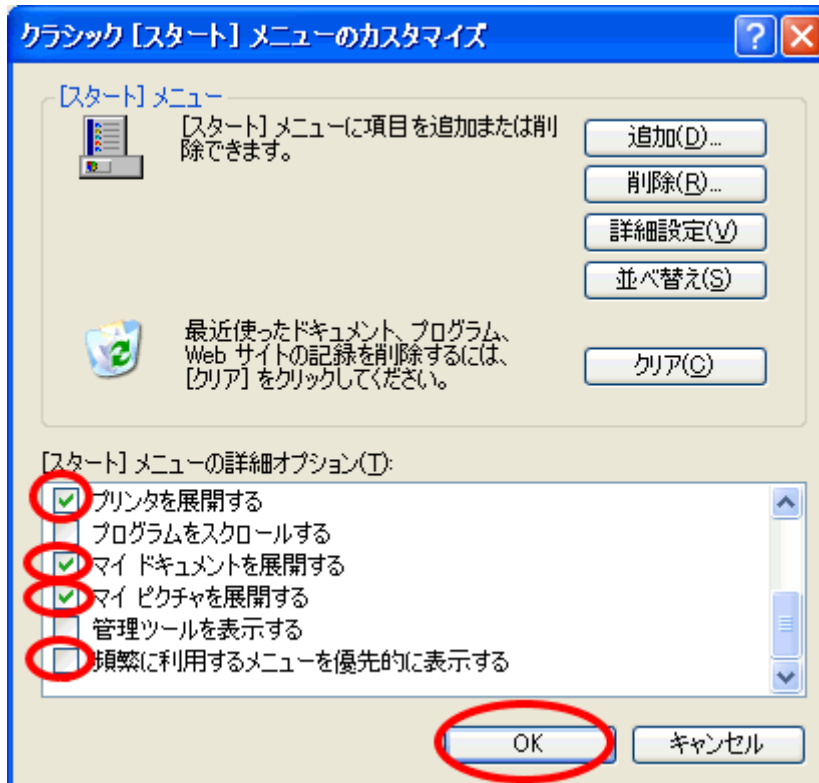 クラシック [スタート] メニューのカスタマイズ
[スタート] メニュー
[スタート] メニューに項目を追加または削
除できます。
追加(D)...
削除(R)...
詳細設定(V)
並べ替え(S)
最近使ったドキュメント、プログラム、
Web サイトの記録を削除するには、
[クリア] をクリックしてください。
クリア(C)
[スタート] メニューの詳細オプション(T):
プリンタを展開する
プログラムをスクロールする
マイ ドキュメントを展開する
マイ ピクチャを展開する
管理ツールを表示する
頻繁に利用するメニューを優先的に表示する
OK
キャンセル